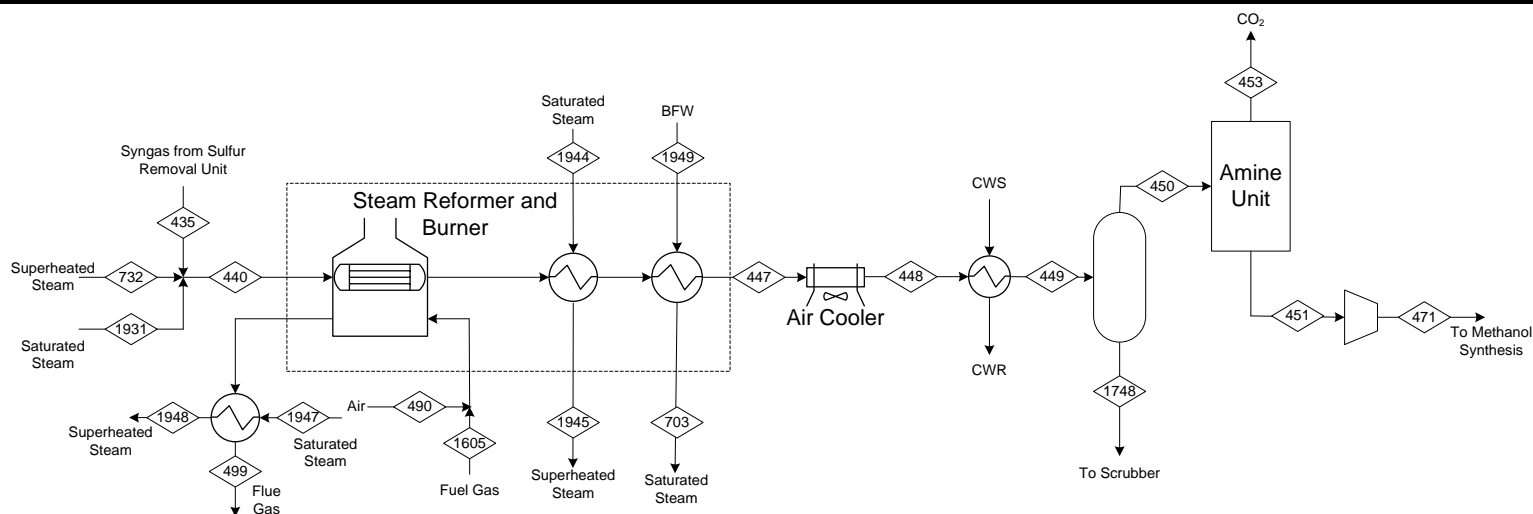 CO₂
453
Saturated
Steam
BFW
1944
1949
Syngas from Sulfur
Removal Unit
435
Steam Reformer and
Burner
CWS
450
Amine
Unit
Superheated
Steam
732
440
447
448
449
Air Cooler
1931
Saturated
Steam
CWR
451
471
To Methanol
Synthesis
1748
Air
490
1948
1947
Superheated
Steam
Saturated
Steam
1605
1945
703
499
Flue
Gas
Fuel Gas
Superheated
Steam
Saturated
Steam
To Scrubber